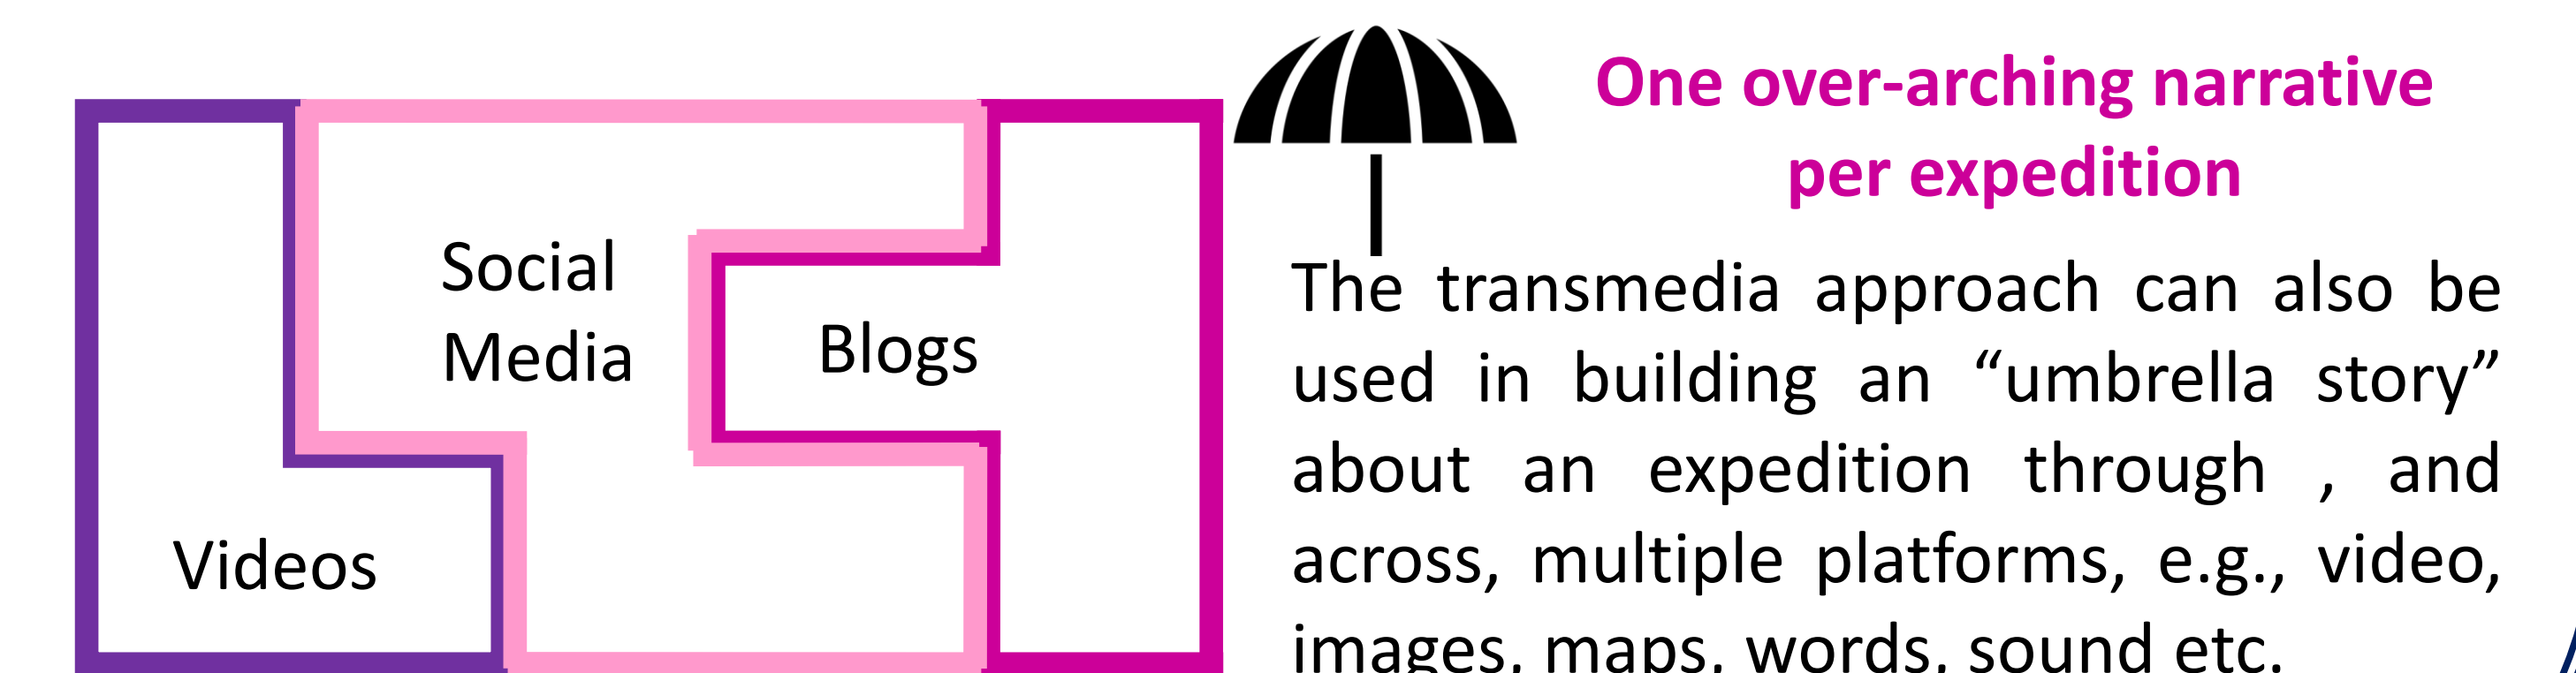 Social
Media
Blogs
Videos
One over-arching narrative
per expedition
The transmedia approach can also be
used in building an “umbrella story”
about an expedition through , and
across, multiple platforms, e.g., video,
images, maps, words, sound etc.